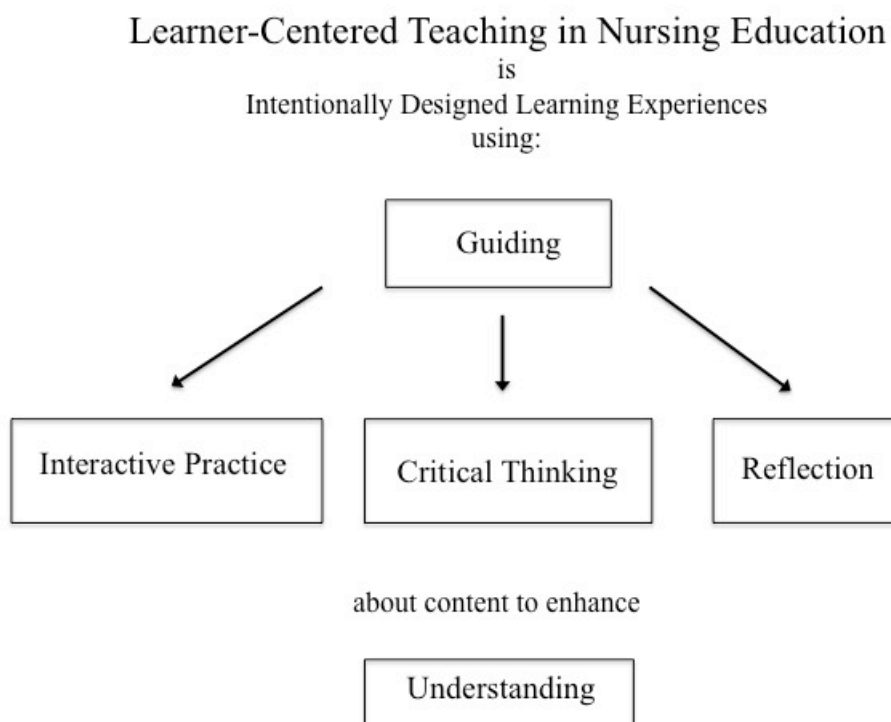 Learner-Centered Teaching in Nursing Education
is
Intentionally Designed Learning Experiences
using:
Guiding
Interactive Practice
Critical Thinking
Reflection
about content to enhance
Understanding